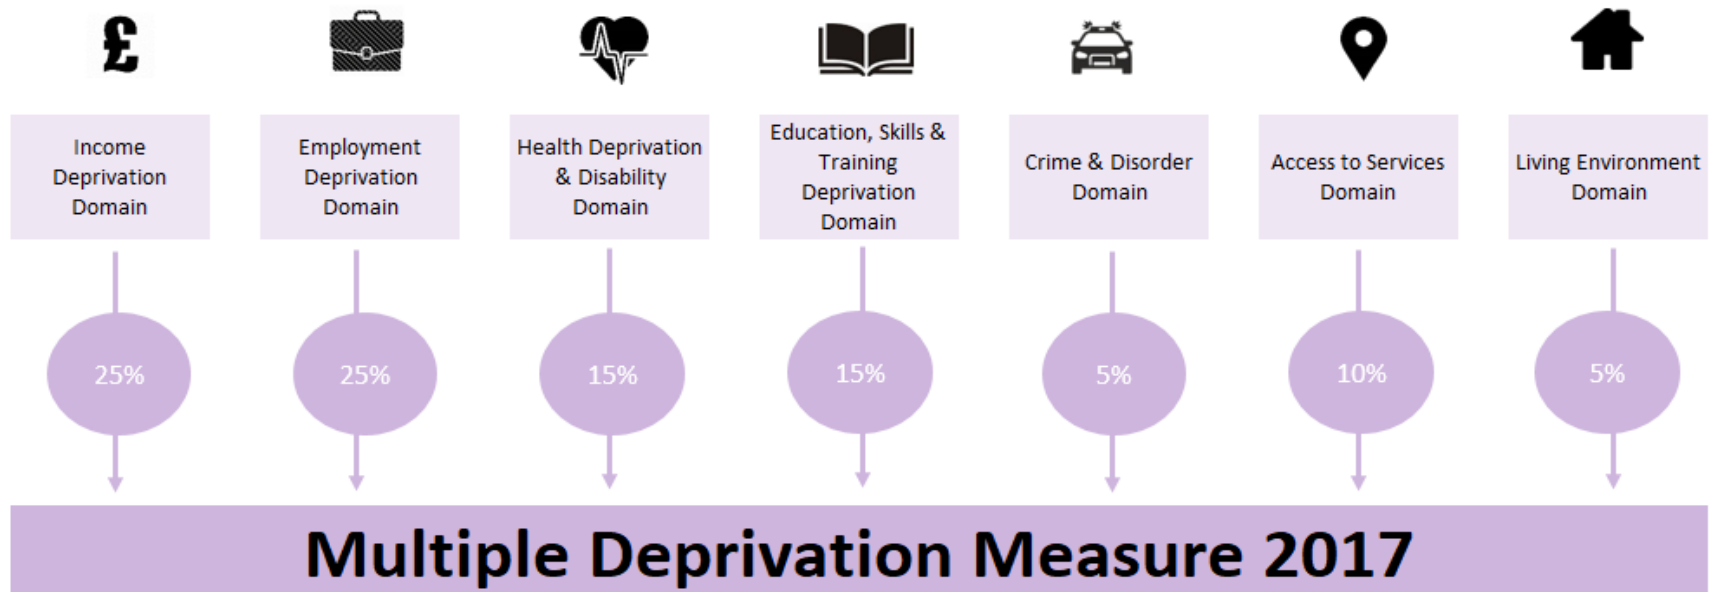 Income
Deprivation
Domain
Employment
Deprivation
Domain
Health Deprivation
& Disability
Domain
Education, Skills &
Training
Deprivation
Domain
Crime & Disorder
Domain
Access to Services
Domain
Living Environment
Domain
25%
25%
15%
15%
5%
10%
5%
Multiple Deprivation Measure 2017